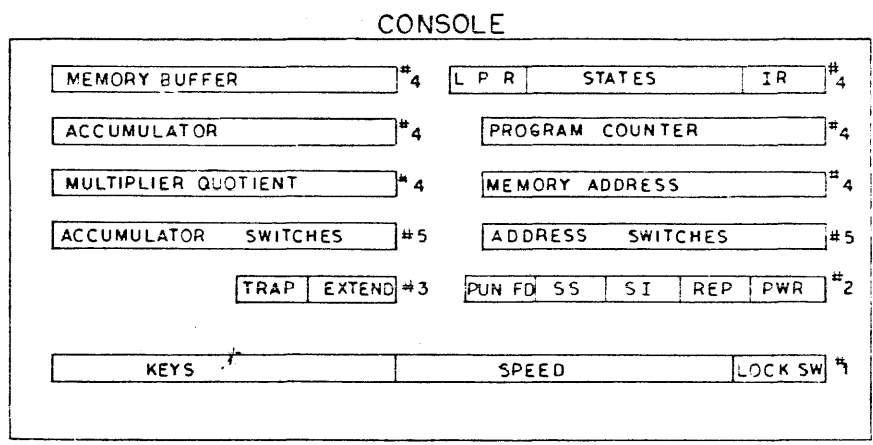 CONSOLE
MEMORY BUFFER #4 L P R STATES IR #4
ACCUMULATOR #4 PROGRAM COUNTER #4
MULTIPLIER QUOTIENT #4 MEMORY ADDRESS #4
ACCUMULATOR SWITCHES #5 ADDRESS SWITCHES #5
TRAP EXTEND #3 PUN FD SS SI REP PWR #2
KEYS SPEED LOCK SW #1